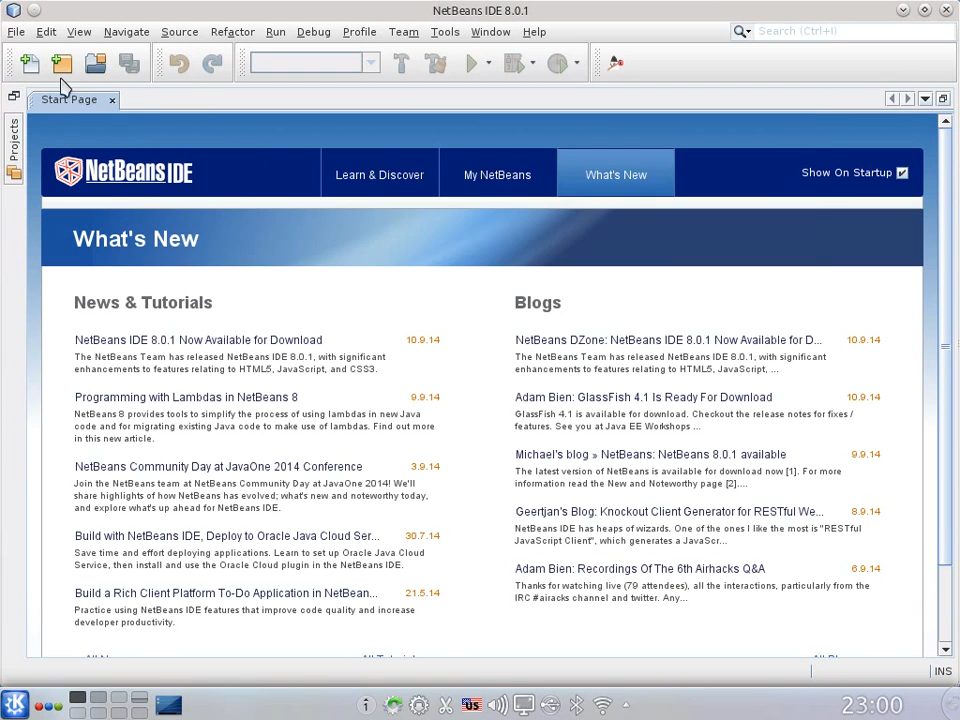 NetBeans IDE 8.0.1
File Edit View Navigate Source Refactor Run Debug Profile Team Tools Window Help
Search (Ctrl+I)
Start Page
Projects
NetBeans IDE
Learn & Discover
My NetBeans
What's New
Show On Startup
What's New
News & Tutorials
NetBeans IDE 8.0.1 Now Available for Download 10.9.14
The NetBeans Team has released NetBeans IDE 8.0.1, with significant
enhancements to features relating to HTML5, JavaScript, and CSS3.
Programming with Lambdas in NetBeans 8 9.9.14
NetBeans 8 provides tools to simplify the process of using lambdas in new Java
code and for migrating existing Java code to make use of lambdas. Find out more
in this new article.
NetBeans Community Day at JavaOne 2014 Conference 3.9.14
Join the NetBeans team at NetBeans Community Day at JavaOne 2014! We'll
share highlights of how NetBeans has evolved; what's new and noteworthy today,
and explore what's up ahead for NetBeans IDE.
Build with NetBeans IDE, Deploy to Oracle Java Cloud Ser... 30.7.14
Save time and effort deploying applications. Learn to set up Oracle Java Cloud
Service, then install and use the Oracle Cloud plugin in the NetBeans IDE.
Build a Rich Client Platform To-Do Application in NetBean... 21.5.14
Practice using NetBeans IDE features that improve code quality and increase
developer productivity.
Blogs
NetBeans DZone: NetBeans IDE 8.0.1 Now Available for D... 10.9.14
The NetBeans Team has released NetBeans IDE 8.0.1, with significant
enhancements to features relating to HTML5, JavaScript, ...
Adam Bien: GlassFish 4.1 Is Ready For Download 10.9.14
GlassFish 4.1 is available for download. Checkout the release notes for fixes /
features. See you at Java EE Workshops ...
Michael's blog » NetBeans: NetBeans 8.0.1 available 9.9.14
The latest version of NetBeans is available for download now [1]. For more
information read the New and Noteworthy page [2]....
Geertjan's Blog: Knockout Client Generator for RESTful We... 8.9.14
NetBeans IDE has heaps of wizards. One of the ones I like the most is "RESTful
JavaScript Client", which generates a JavaScr...
Adam Bien: Recordings Of The 6th Airhacks Q&A 6.9.14
Thanks for watching live (79 attendees), all the interactions, particularly from the
IRC #airacks channel and twitter. Any...
INS
us
23:00